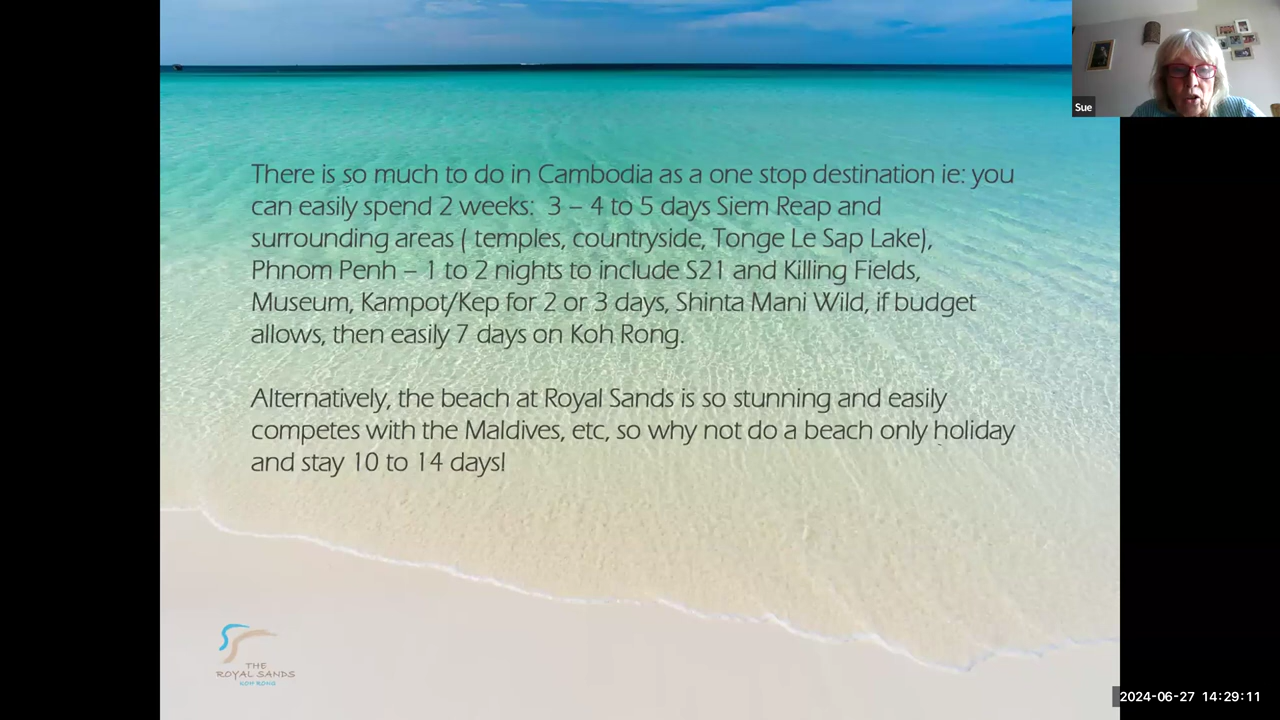 Sue
There is so much to do in Cambodia as a one stop destination ie: you
can easily spend 2 weeks:  3 – 4 to 5 days Siem Reap and
surrounding areas ( temples, countryside, Tonge Le Sap Lake),
Phnom Penh – 1 to 2 nights to include S21 and Killing Fields,
Museum, Kampot/Kep for 2 or 3 days, Shinta Mani Wild, if budget
allows, then easily 7 days on Koh Rong.
Alternatively, the beach at Royal Sands is so stunning and easily
competes with the Maldives, etc, so why not do a beach only holiday
and stay 10 to 14 days!
THE
ROYAL SANDS
KOH RONG
2024-06-27 14:29:11